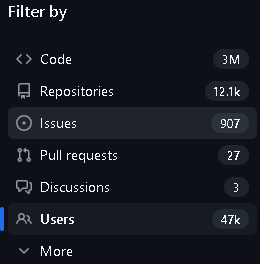 Filter by
Code 3M
Repositories 12.1k
Issues 907
Pull requests 27
Discussions 3
Users 47k
More